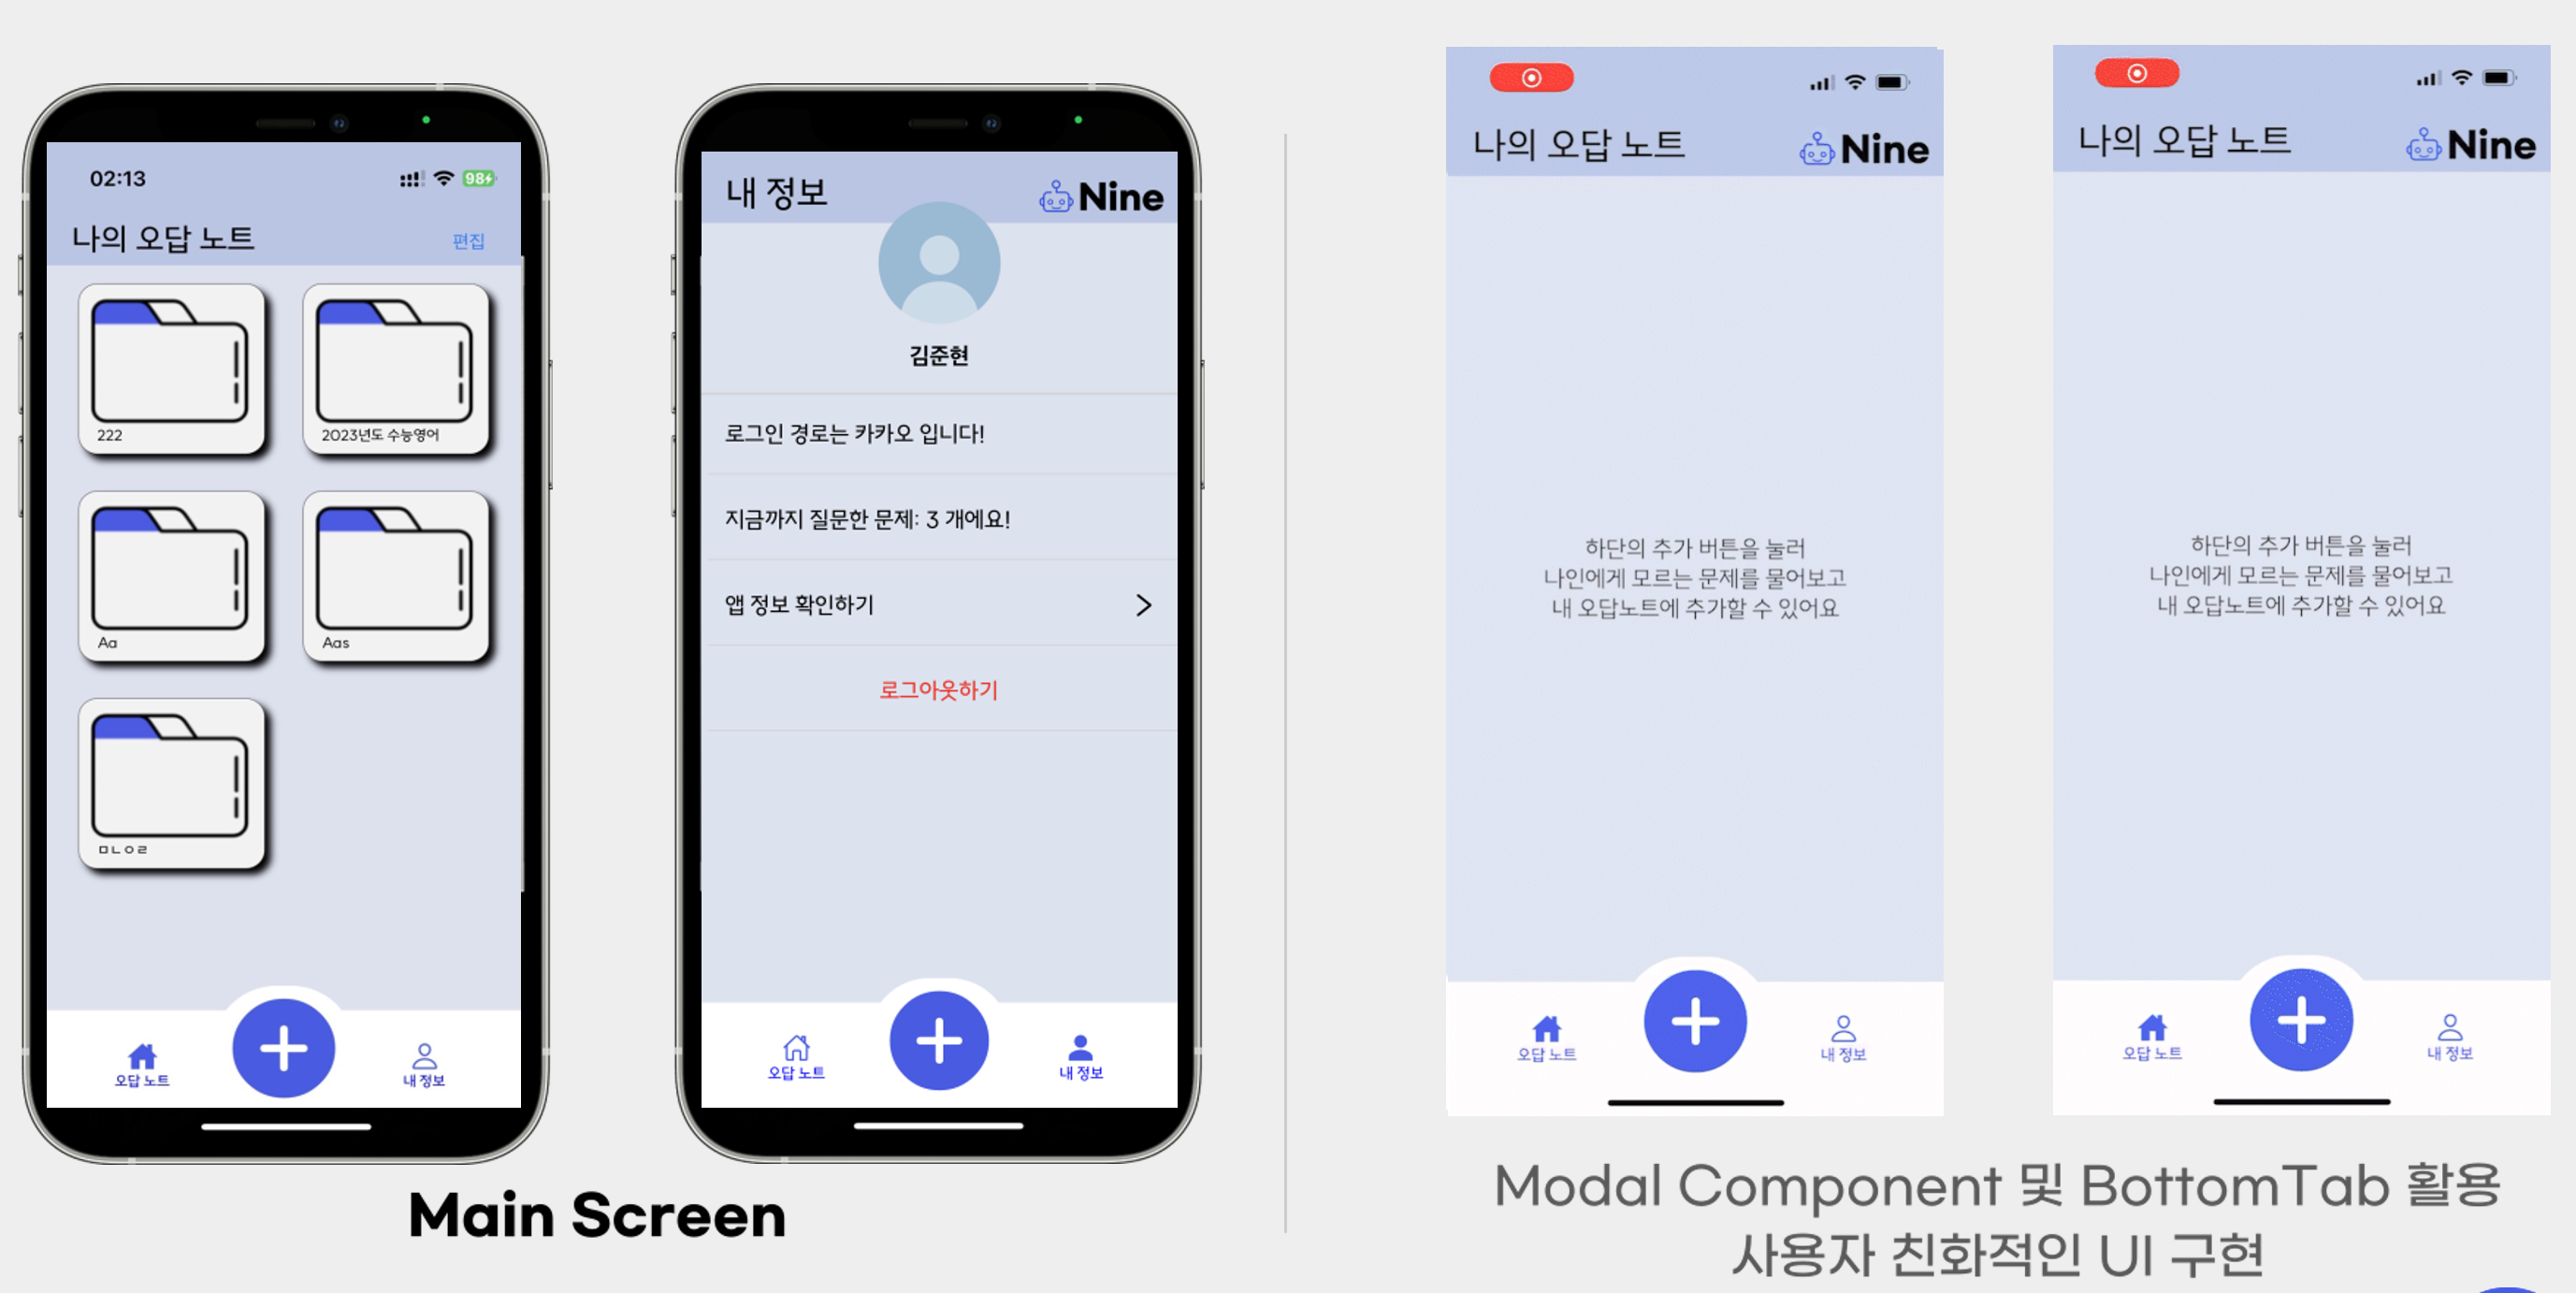 02:13
98
나의 오답 노트
편집
222
2023년도 수능영어
Aa
Aas
ㅁㄴㅇㄹ
오답 노트
내 정보
내 정보
Nine
김준현
로그인 경로는 카카오 입니다!
지금까지 질문한 문제: 3 개에요!
앱 정보 확인하기
로그아웃하기
오답 노트
내 정보
Main Screen
나의 오답 노트
Nine
하단의 추가 버튼을 눌러
나인에게 모르는 문제를 물어보고
내 오답노트에 추가할 수 있어요
오답 노트
내 정보
나의 오답 노트
Nine
하단의 추가 버튼을 눌러
나인에게 모르는 문제를 물어보고
내 오답노트에 추가할 수 있어요
오답 노트
내 정보
Modal Component 및 BottomTab 활용
사용자 친화적인 UI 구현